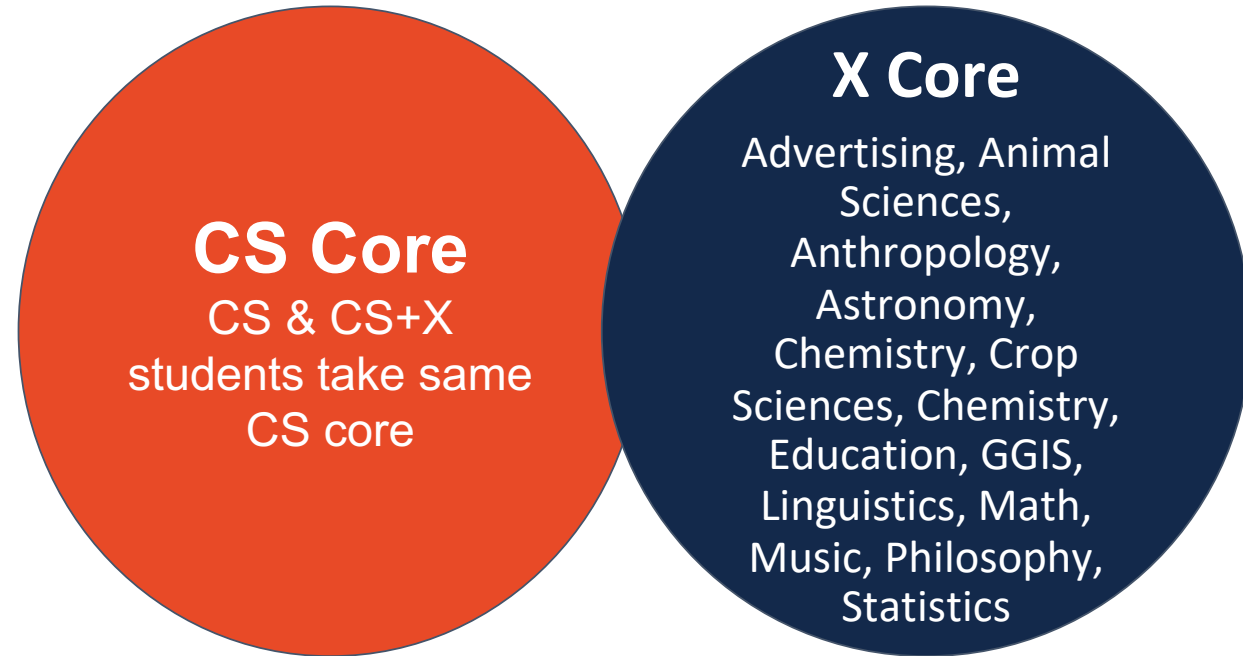 CS Core
CS & CS+X
students take same
CS core
X Core
Advertising, Animal
Sciences,
Anthropology,
Astronomy,
Chemistry, Crop
Sciences, Chemistry,
Education, GGIS,
Linguistics, Math,
Music, Philosophy,
Statistics